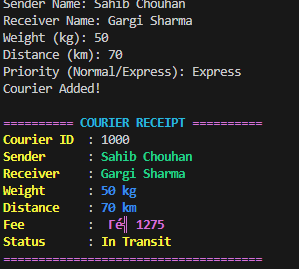 Sender Name: Sahib Chouhan
Receiver Name: Gargi Sharma
Weight (kg): 50
Distance (km): 70
Priority (Normal/Express): Express
Courier Added!
========== COURIER RECEIPT ==========
Courier ID : 1000
Sender : Sahib Chouhan
Receiver : Gargi Sharma
Weight : 50 kg
Distance : 70 km
Fee : Γé╣ 1275
Status : In Transit
=====================================